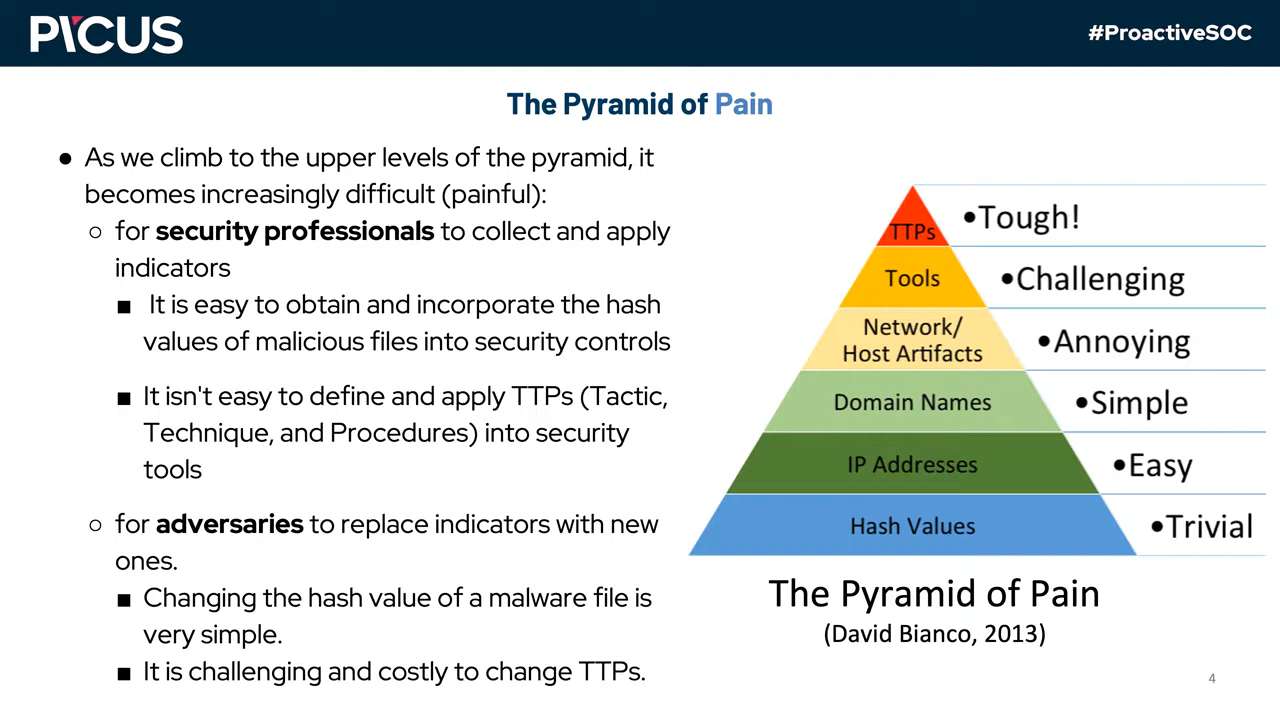 PICUS
#ProactiveSOC
The Pyramid of Pain
● As we climb to the upper levels of the pyramid, it
becomes increasingly difficult (painful):
○ for security professionals to collect and apply
indicators
■ It is easy to obtain and incorporate the hash
values of malicious files into security controls
■ It isn't easy to define and apply TTPs (Tactic,
Technique, and Procedures) into security
tools
○ for adversaries to replace indicators with new
ones.
■ Changing the hash value of a malware file is
very simple.
■ It is challenging and costly to change TTPs.
TTPs
•Tough!
Tools
•Challenging
Network/
Host Artifacts
•Annoying
Domain Names
•Simple
IP Addresses
•Easy
Hash Values
•Trivial
The Pyramid of Pain
(David Bianco, 2013)
4